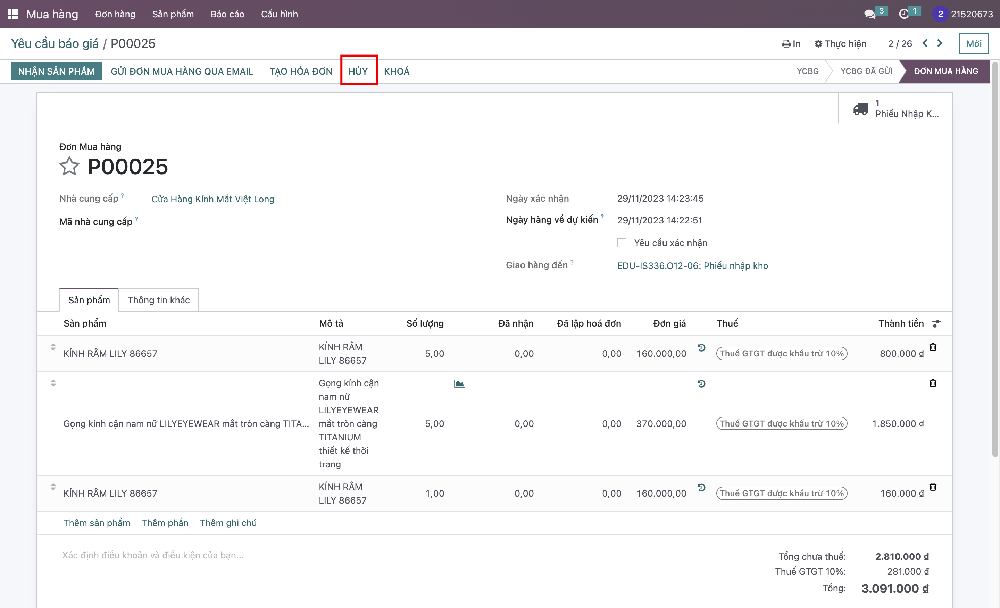 Mua hàng Đơn hàng Sản phẩm Báo cáo Cấu hình 3 1 2 21520673
Yêu cầu báo giá / P00025 In Thực hiện 2 / 26 Mới
NHẬN SẢN PHẨM GỬI ĐƠN MUA HÀNG QUA EMAIL TẠO HÓA ĐƠN HỦY KHOÁ YCBG YCBG ĐÃ GỬI ĐƠN MUA HÀNG
1
Phiếu Nhập K...
Đơn Mua hàng
P00025
Nhà cung cấp ? Cửa Hàng Kính Mắt Việt Long Ngày xác nhận 29/11/2023 14:23:45
Mã nhà cung cấp ? Ngày hàng về dự kiến ? 29/11/2023 14:22:51
Yêu cầu xác nhận
Giao hàng đến ? EDU-IS336.O12-06: Phiếu nhập kho
Sản phẩm Thông tin khác
Sản phẩm Mô tả Số lượng Đã nhận Đã lập hoá đơn Đơn giá Thuế Thành tiền
KÍNH RÂM LILY 86657 KÍNH RÂM 5,00 0,00 0,00 160.000,00 Thuế GTGT được khấu trừ 10% 800.000 ₫
LILY 86657
Gọng kính cận
nam nữ
LILYEYEWEAR
Gọng kính cận nam nữ LILYEYEWEAR mắt tròn càng TITA... mắt tròn càng 5,00 0,00 0,00 370.000,00 Thuế GTGT được khấu trừ 10% 1.850.000 ₫
TITANIUM
thiết kế thời
trang
KÍNH RÂM LILY 86657 KÍNH RÂM 1,00 0,00 0,00 160.000,00 Thuế GTGT được khấu trừ 10% 160.000 ₫
LILY 86657
Thêm sản phẩm Thêm phần Thêm ghi chú
Xác định điều khoản và điều kiện của bạn... Tổng chưa thuế: 2.810.000 ₫
Thuế GTGT 10%: 281.000 ₫
Tổng: 3.091.000 ₫